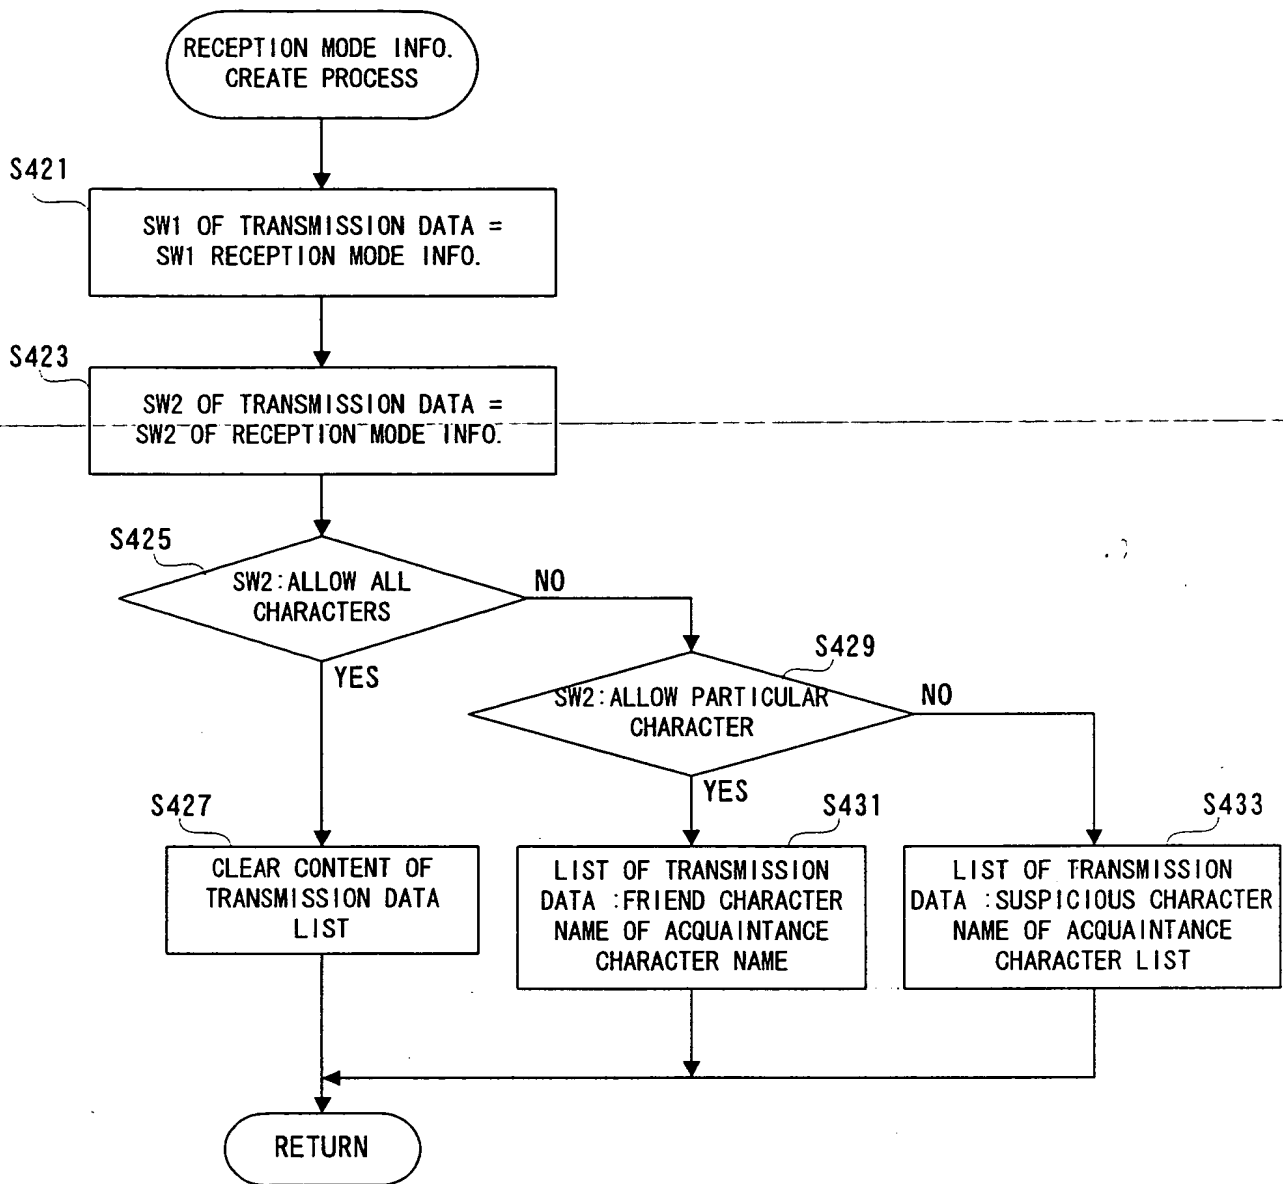 RECEPTION MODE INFO.
CREATE PROCESS
S421
SW1 OF TRANSMISSION DATA =
SW1 RECEPTION MODE INFO.
S423
SW2 OF TRANSMISSION DATA =
SW2 OF RECEPTION MODE INFO.
S425
SW2:ALLOW ALL
CHARACTERS
NO
YES
S429
SW2:ALLOW PARTICULAR
CHARACTER
NO
YES
S427
CLEAR CONTENT OF
TRANSMISSION DATA
LIST
S431
LIST OF TRANSMISSION
DATA :FRIEND CHARACTER
NAME OF ACQUAINTANCE
CHARACTER NAME
S433
LIST OF TRANSMISSION
DATA :SUSPICIOUS CHARACTER
NAME OF ACQUAINTANCE
CHARACTER LIST
RETURN